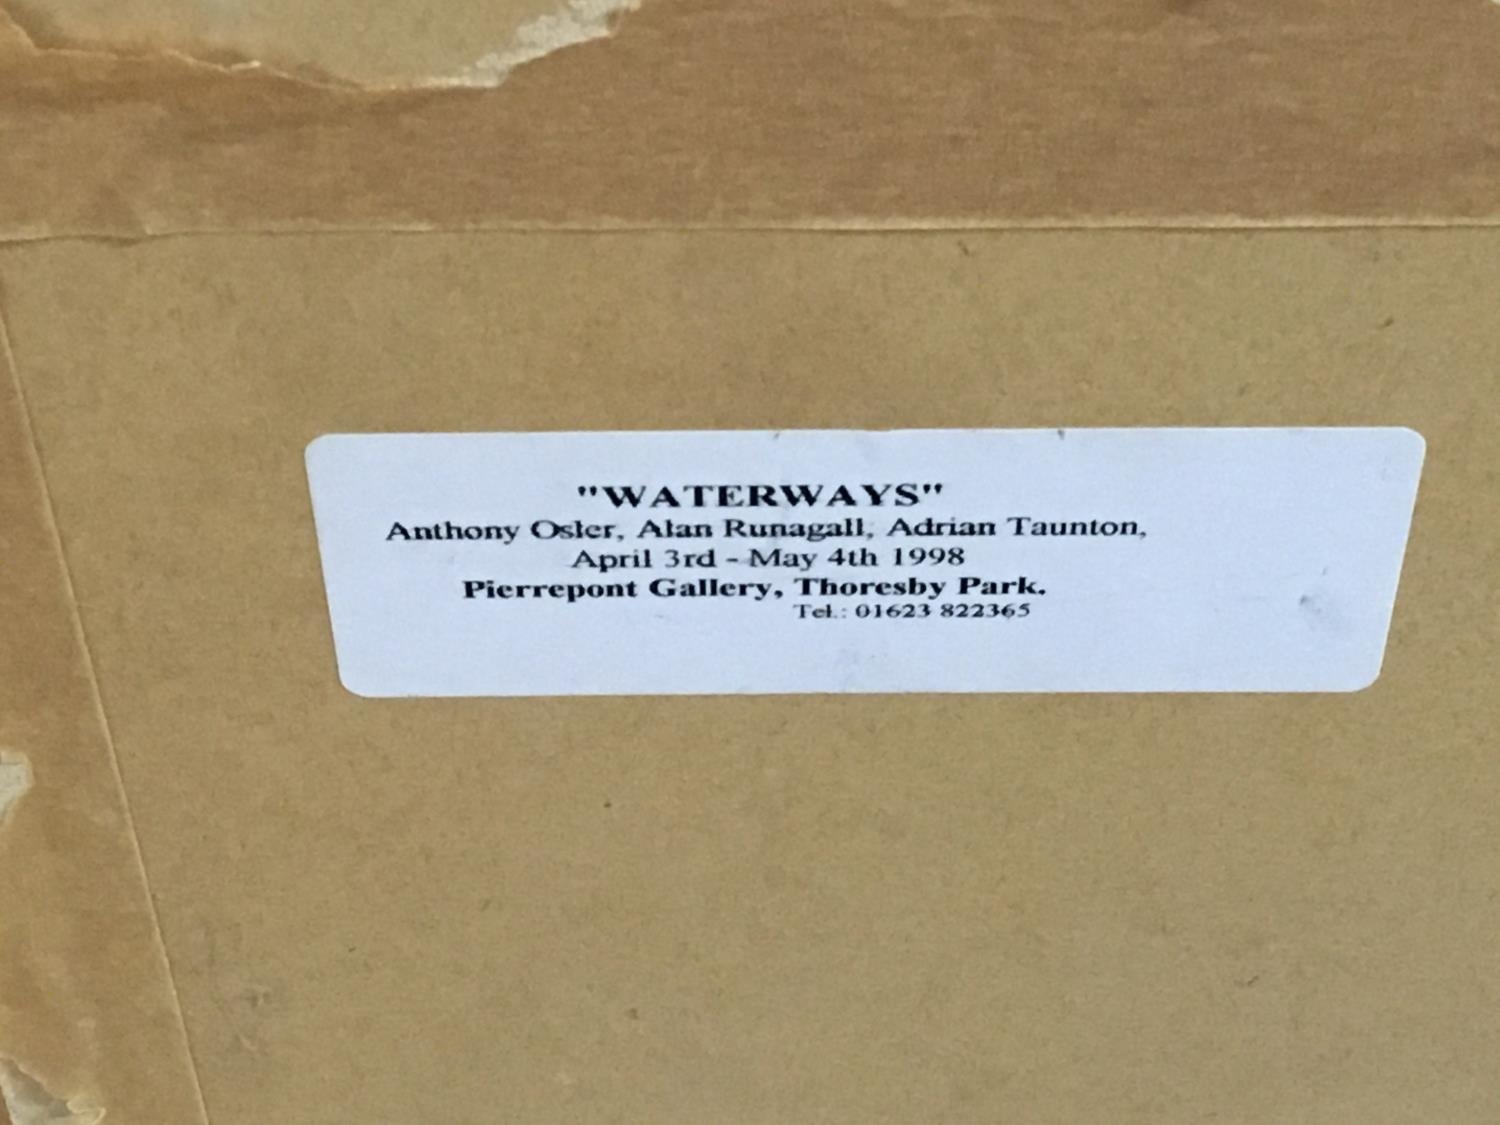 "WATERWAYS"
Anthony Osler, Alan Runagall, Adrian Taunton,
April 3rd - May 4th 1998
Pierrepont Gallery, Thoresby Park.
Tel.: 01623 822365